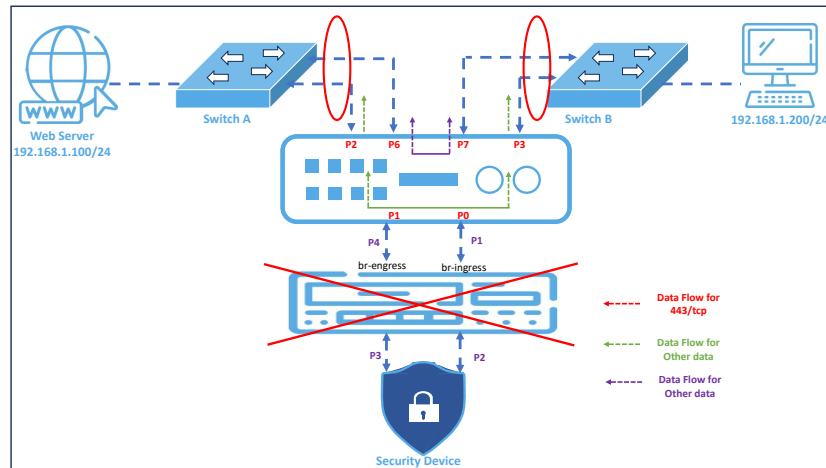 WWW
Web Server
192.168.1.100/24
Switch A
Switch B
192.168.1.200/24
P2
P6
P7
P3
P1
P0
P4
P1
br-engress
br-ingress
P3
P2
Security Device
Data Flow for
443/tcp
Data Flow for
Other data
Data Flow for
Other data